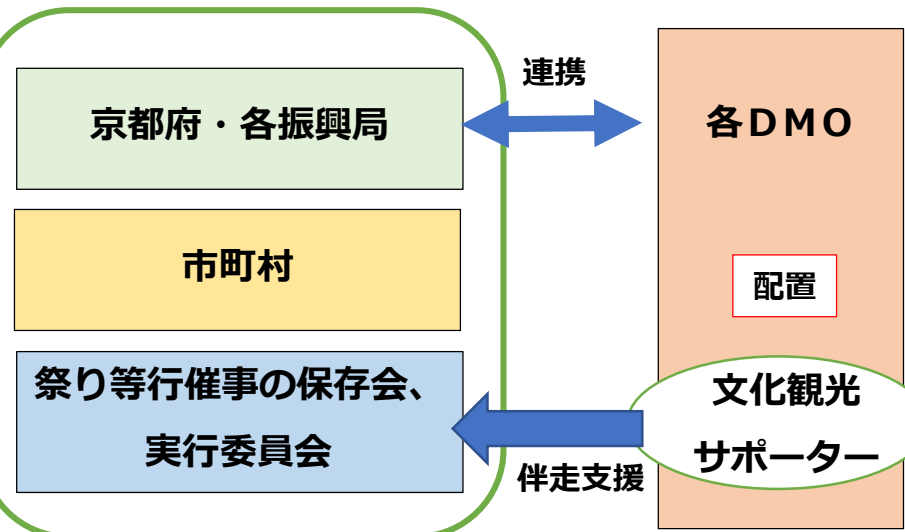 連携
京都府・各振興局
各ＤＭＯ
市町村
配置
祭り等行催事の保存会、
実行委員会
文化観光
サポーター
伴走支援